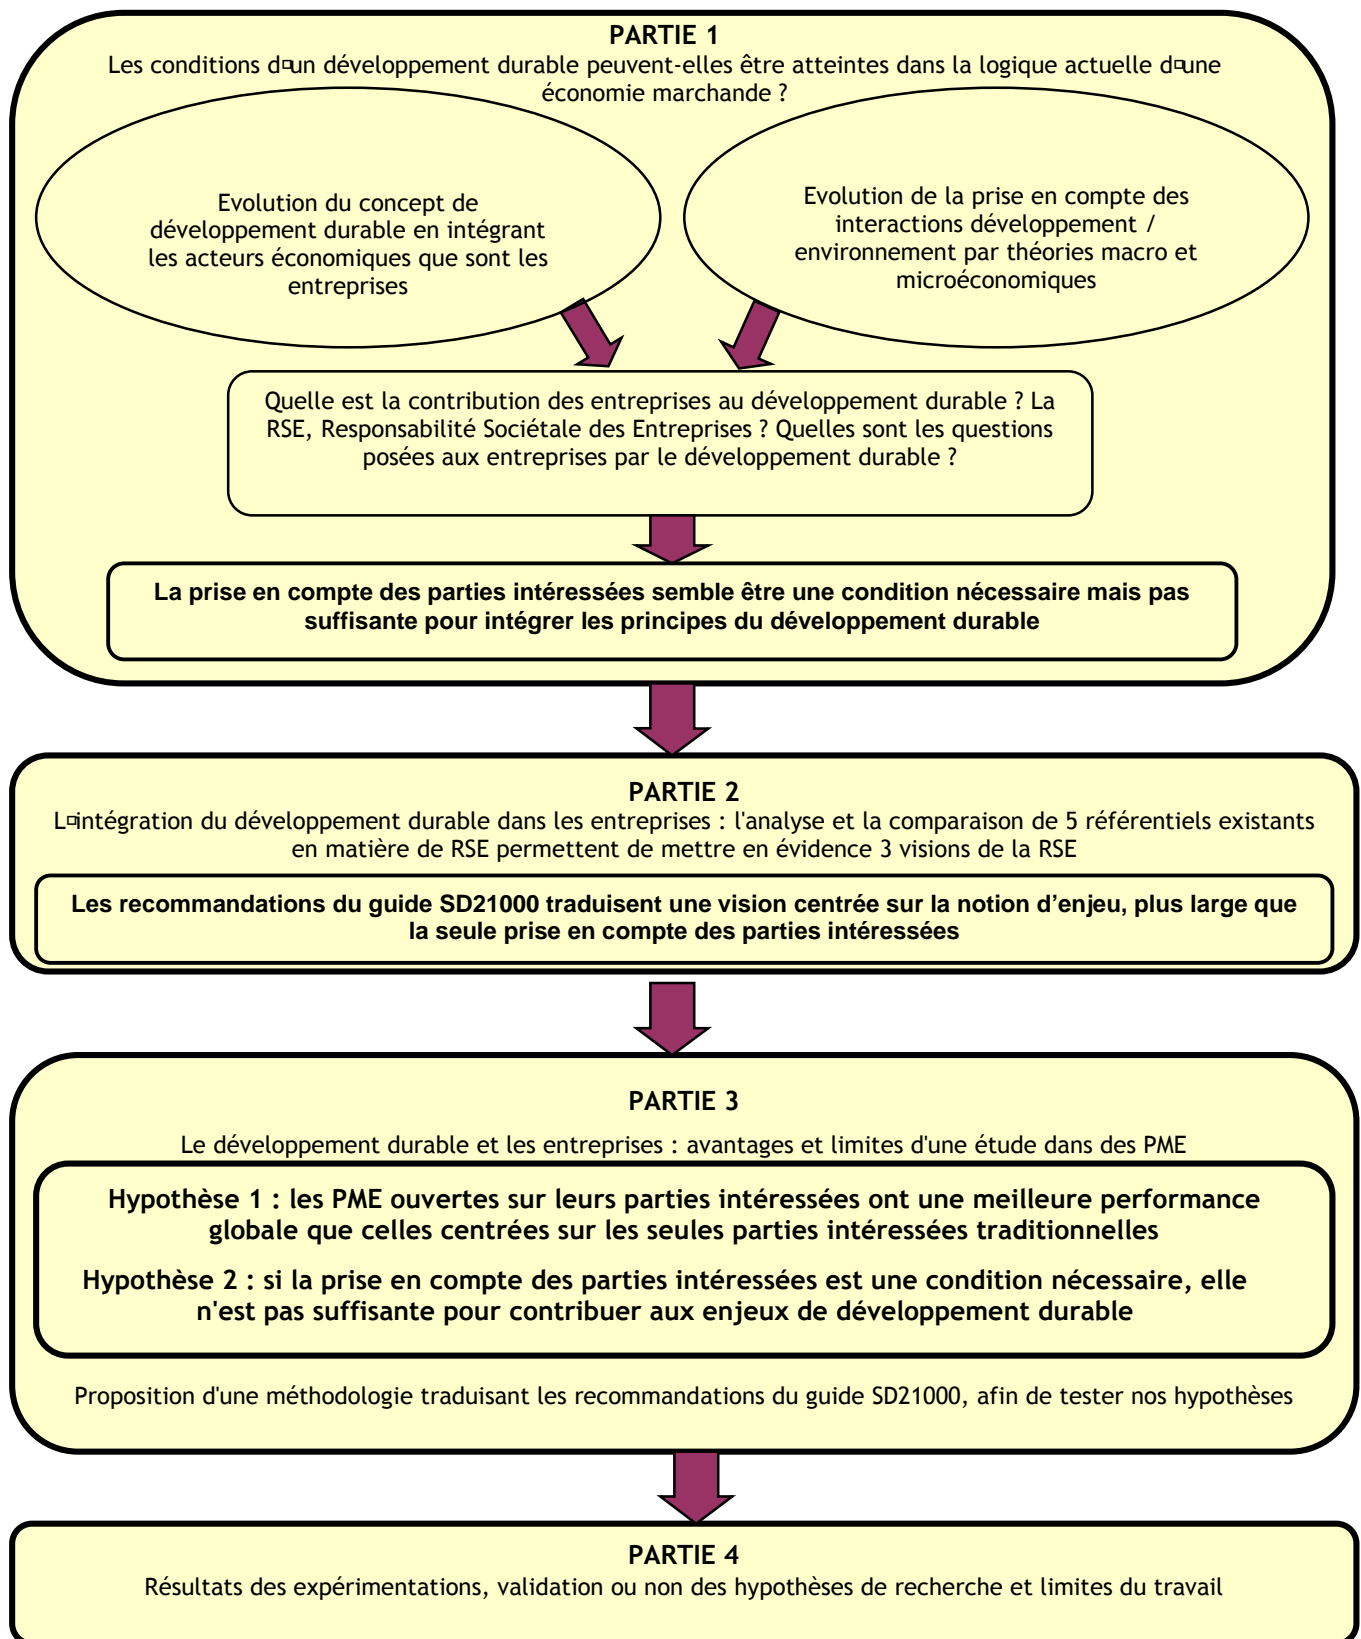 PARTIE 1
Les conditions d¤un développement durable peuvent-elles être atteintes dans la logique actuelle d¤une
économie marchande ?
Evolution du concept de
développement durable en intégrant
les acteurs économiques que sont les
entreprises
Evolution de la prise en compte des
interactions développement /
environnement par théories macro et
microéconomiques
Quelle est la contribution des entreprises au développement durable ? La
RSE, Responsabilité Sociétale des Entreprises ? Quelles sont les questions
posées aux entreprises par le développement durable ?
La prise en compte des parties intéressées semble être une condition nécessaire mais pas
suffisante pour intégrer les principes du développement durable
PARTIE 2
L¤intégration du développement durable dans les entreprises : l'analyse et la comparaison de 5 référentiels existants
en matière de RSE permettent de mettre en évidence 3 visions de la RSE
Les recommandations du guide SD21000 traduisent une vision centrée sur la notion d’enjeu, plus large que
la seule prise en compte des parties intéressées
PARTIE 3
Le développement durable et les entreprises : avantages et limites d'une étude dans des PME
Hypothèse 1 : les PME ouvertes sur leurs parties intéressées ont une meilleure performance
globale que celles centrées sur les seules parties intéressées traditionnelles
Hypothèse 2 : si la prise en compte des parties intéressées est une condition nécessaire, elle
n'est pas suffisante pour contribuer aux enjeux de développement durable
Proposition d'une méthodologie traduisant les recommandations du guide SD21000, afin de tester nos hypothèses
PARTIE 4
Résultats des expérimentations, validation ou non des hypothèses de recherche et limites du travail